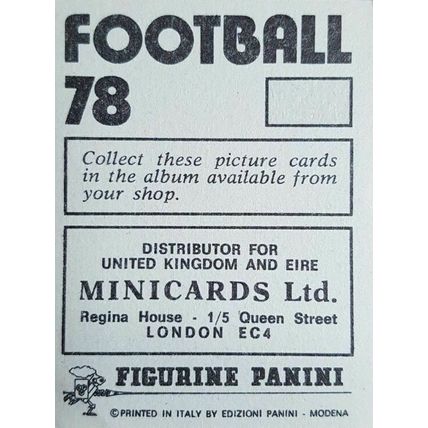 FOOTBALL
78
Collect these picture cards
in the album available from
your shop.
DISTRIBUTOR FOR
UNITED KINGDOM AND EIRE
MINICARDS Ltd.
Regina House - 1/5 Queen Street
LONDON EC4
FIGURINE PANINI
© PRINTED IN ITALY BY EDIZIONI PANINI - MODENA